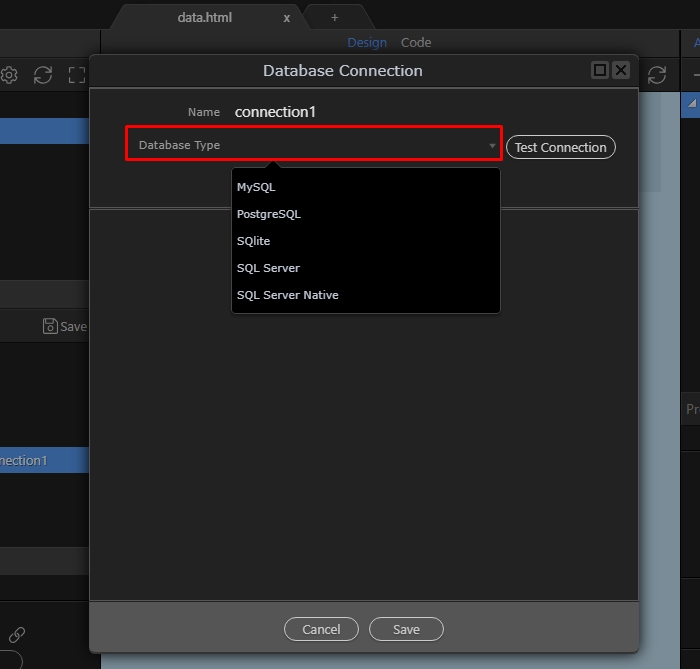 data.html x +
Design Code
Database Connection
Name connection1
Database Type
Test Connection
MySQL
PostgreSQL
SQlite
SQL Server
SQL Server Native
Save
nection1
Pr
Cancel Save